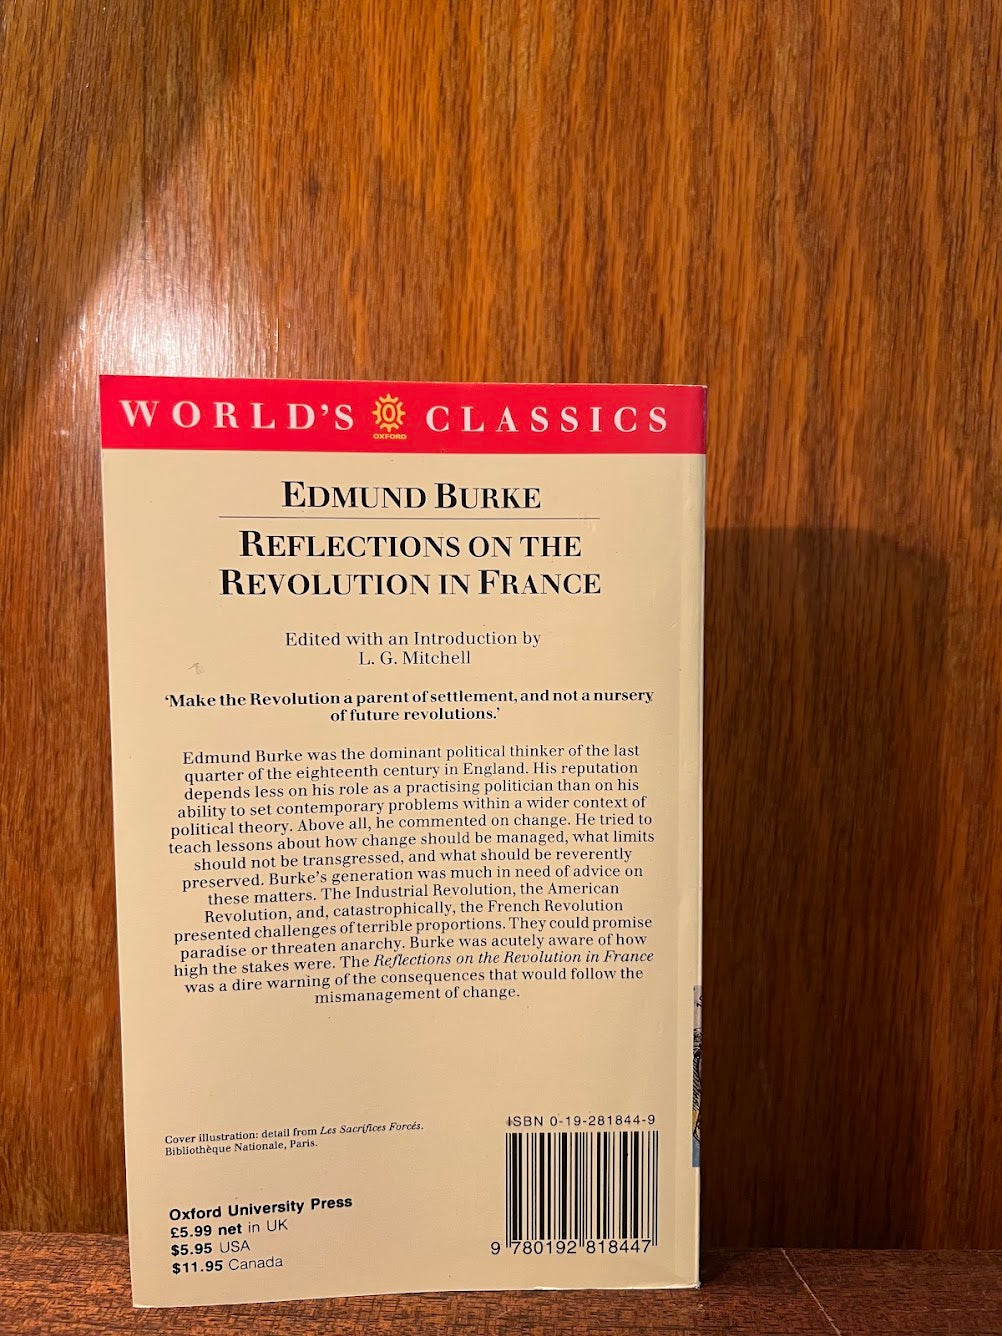 WORLD'S OXFORD CLASSICS
EDMUND BURKE
REFLECTIONS ON THE
REVOLUTION IN FRANCE
Edited with an Introduction by
L. G. Mitchell
‘Make the Revolution a parent of settlement, and not a nursery
of future revolutions.’
Edmund Burke was the dominant political thinker of the last
quarter of the eighteenth century in England. His reputation
depends less on his role as a practising politician than on his
ability to set contemporary problems within a wider context of
political theory. Above all, he commented on change. He tried to
teach lessons about how change should be managed, what limits
should not be transgressed, and what should be reverently
preserved. Burke's generation was much in need of advice on
these matters. The Industrial Revolution, the American
Revolution, and, catastrophically, the French Revolution
presented challenges of terrible proportions. They could promise
paradise or threaten anarchy. Burke was acutely aware of how
high the stakes were. The Reflections on the Revolution in France
was a dire warning of the consequences that would follow the
mismanagement of change.
Cover illustration: detail from Les Sacrifices Forcés.
Bibliothèque Nationale, Paris.
Oxford University Press
£5.99 net in UK
$5.95 USA
$11.95 Canada
ISBN 0-19-281844-9
9 780192 818447